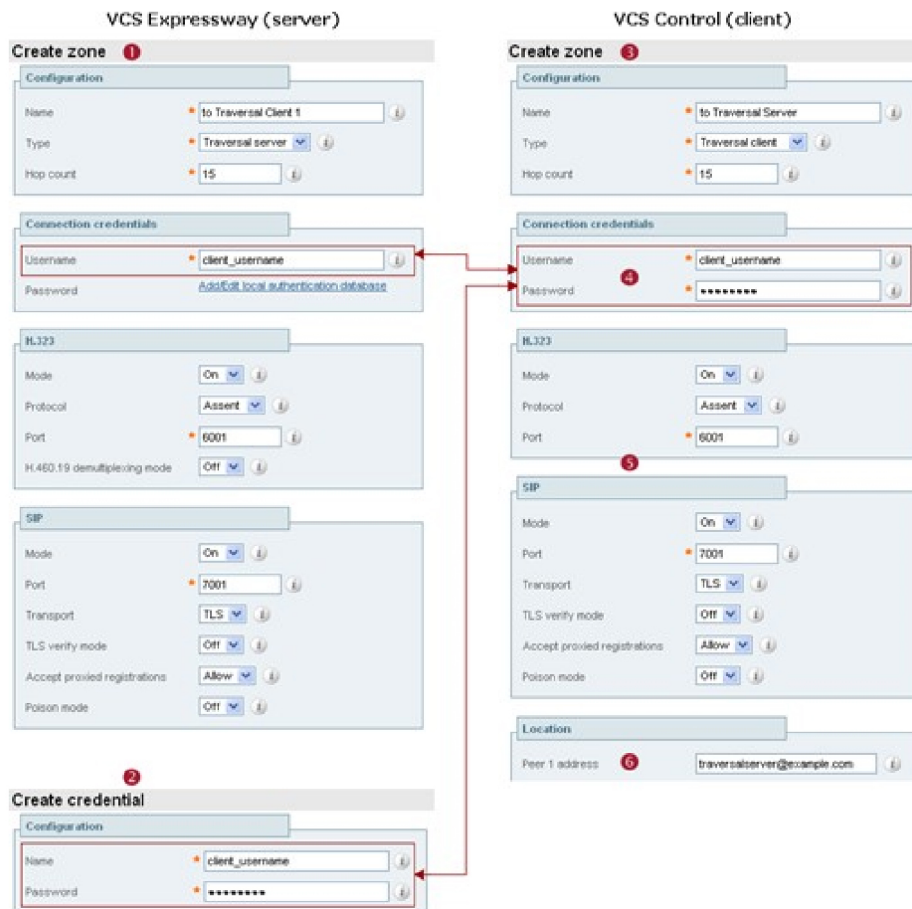 VCS Expressway (server)
Create zone 1
Configuration
Name * to Traversal Client 1 i
Type * Traversal server i
Hop count * 15 i
Connection credentials
Username * client_username i
Password Add/Edit local authentication database
H.323
Mode On i
Protocol Assent i
Port * 6001 i
H.460.19 demultiplexing mode Off i
SIP
Mode On i
Port * 7001 i
Transport TLS i
TLS verify mode Off i
Accept proxied registrations Allow i
Poison mode Off i
2
Create credential
Configuration
Name * client_username i
Password * •••••••• i
VCS Control (client)
Create zone 3
Configuration
Name * to Traversal Server i
Type * Traversal client i
Hop count * 15 i
Connection credentials
Username * client_username i
Password 4 * •••••••• i
H.323
Mode On i
Protocol Assent i
Port * 6001 i
5
SIP
Mode On i
Port * 7001 i
Transport TLS i
TLS verify mode Off i
Accept proxied registrations Allow i
Poison mode Off i
Location
Peer 1 address 6 traversalserver@example.com i